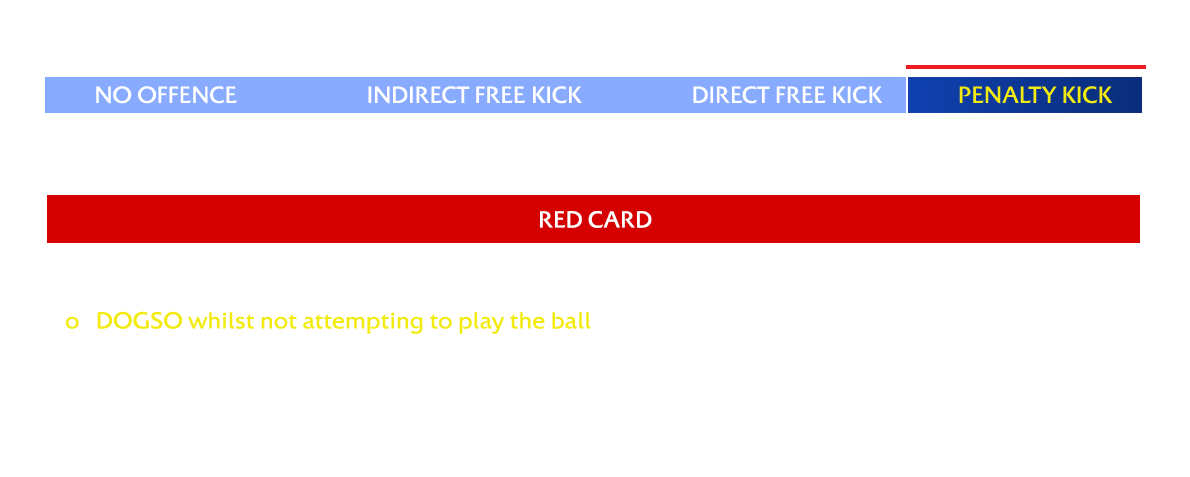 NO OFFENCE INDIRECT FREE KICK DIRECT FREE KICK PENALTY KICK
RED CARD
o DOGSO whilst not attempting to play the ball